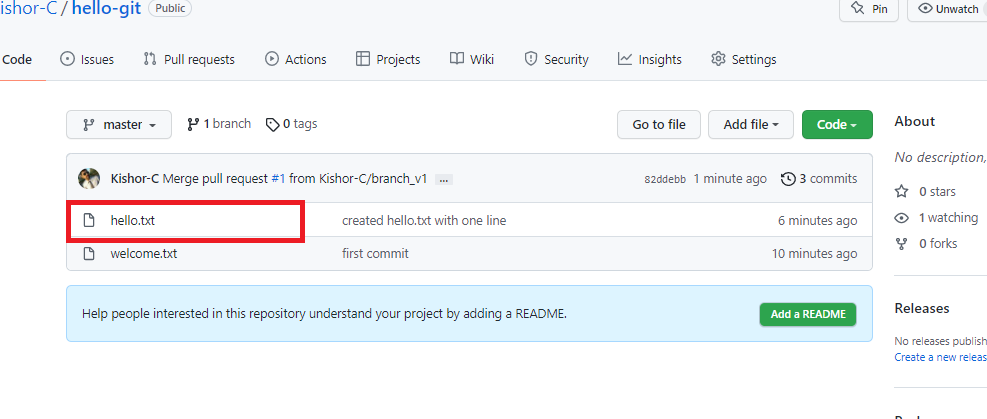 ishor-C / hello-git Public Pin Unwatch
Code Issues Pull requests Actions Projects Wiki Security Insights Settings
master 1 branch 0 tags Go to file Add file Code
Kishor-C Merge pull request #1 from Kishor-C/branch_v1 ... 82ddebb 1 minute ago 3 commits
hello.txt created hello.txt with one line 6 minutes ago
welcome.txt first commit 10 minutes ago
Help people interested in this repository understand your project by adding a README. Add a README
About
No description,
0 stars
1 watching
0 forks
Releases
No releases publish
Create a new releas